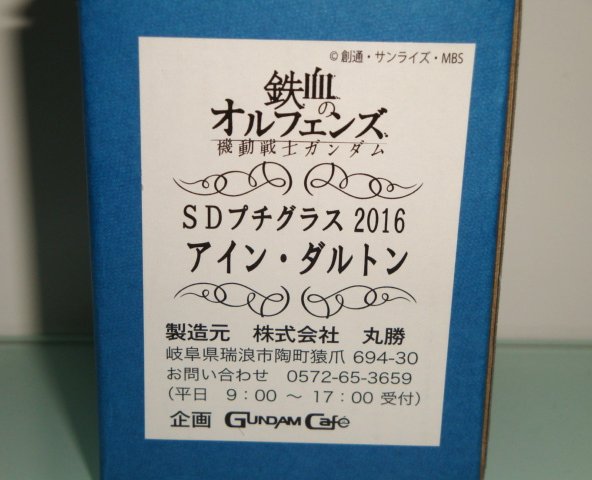 ©創通・サンライズ・MBS
鉄血の
オルフェンズ
機動戦士ガンダム
SDプチグラス 2016
アイン・ダルトン
製造元　株式会社　丸勝
岐阜県瑞浪市陶町猿爪 694-30
お問い合わせ　0572-65-3659
(平日　9：00 ～ 17：00 受付)
企画　GUNDAM Café